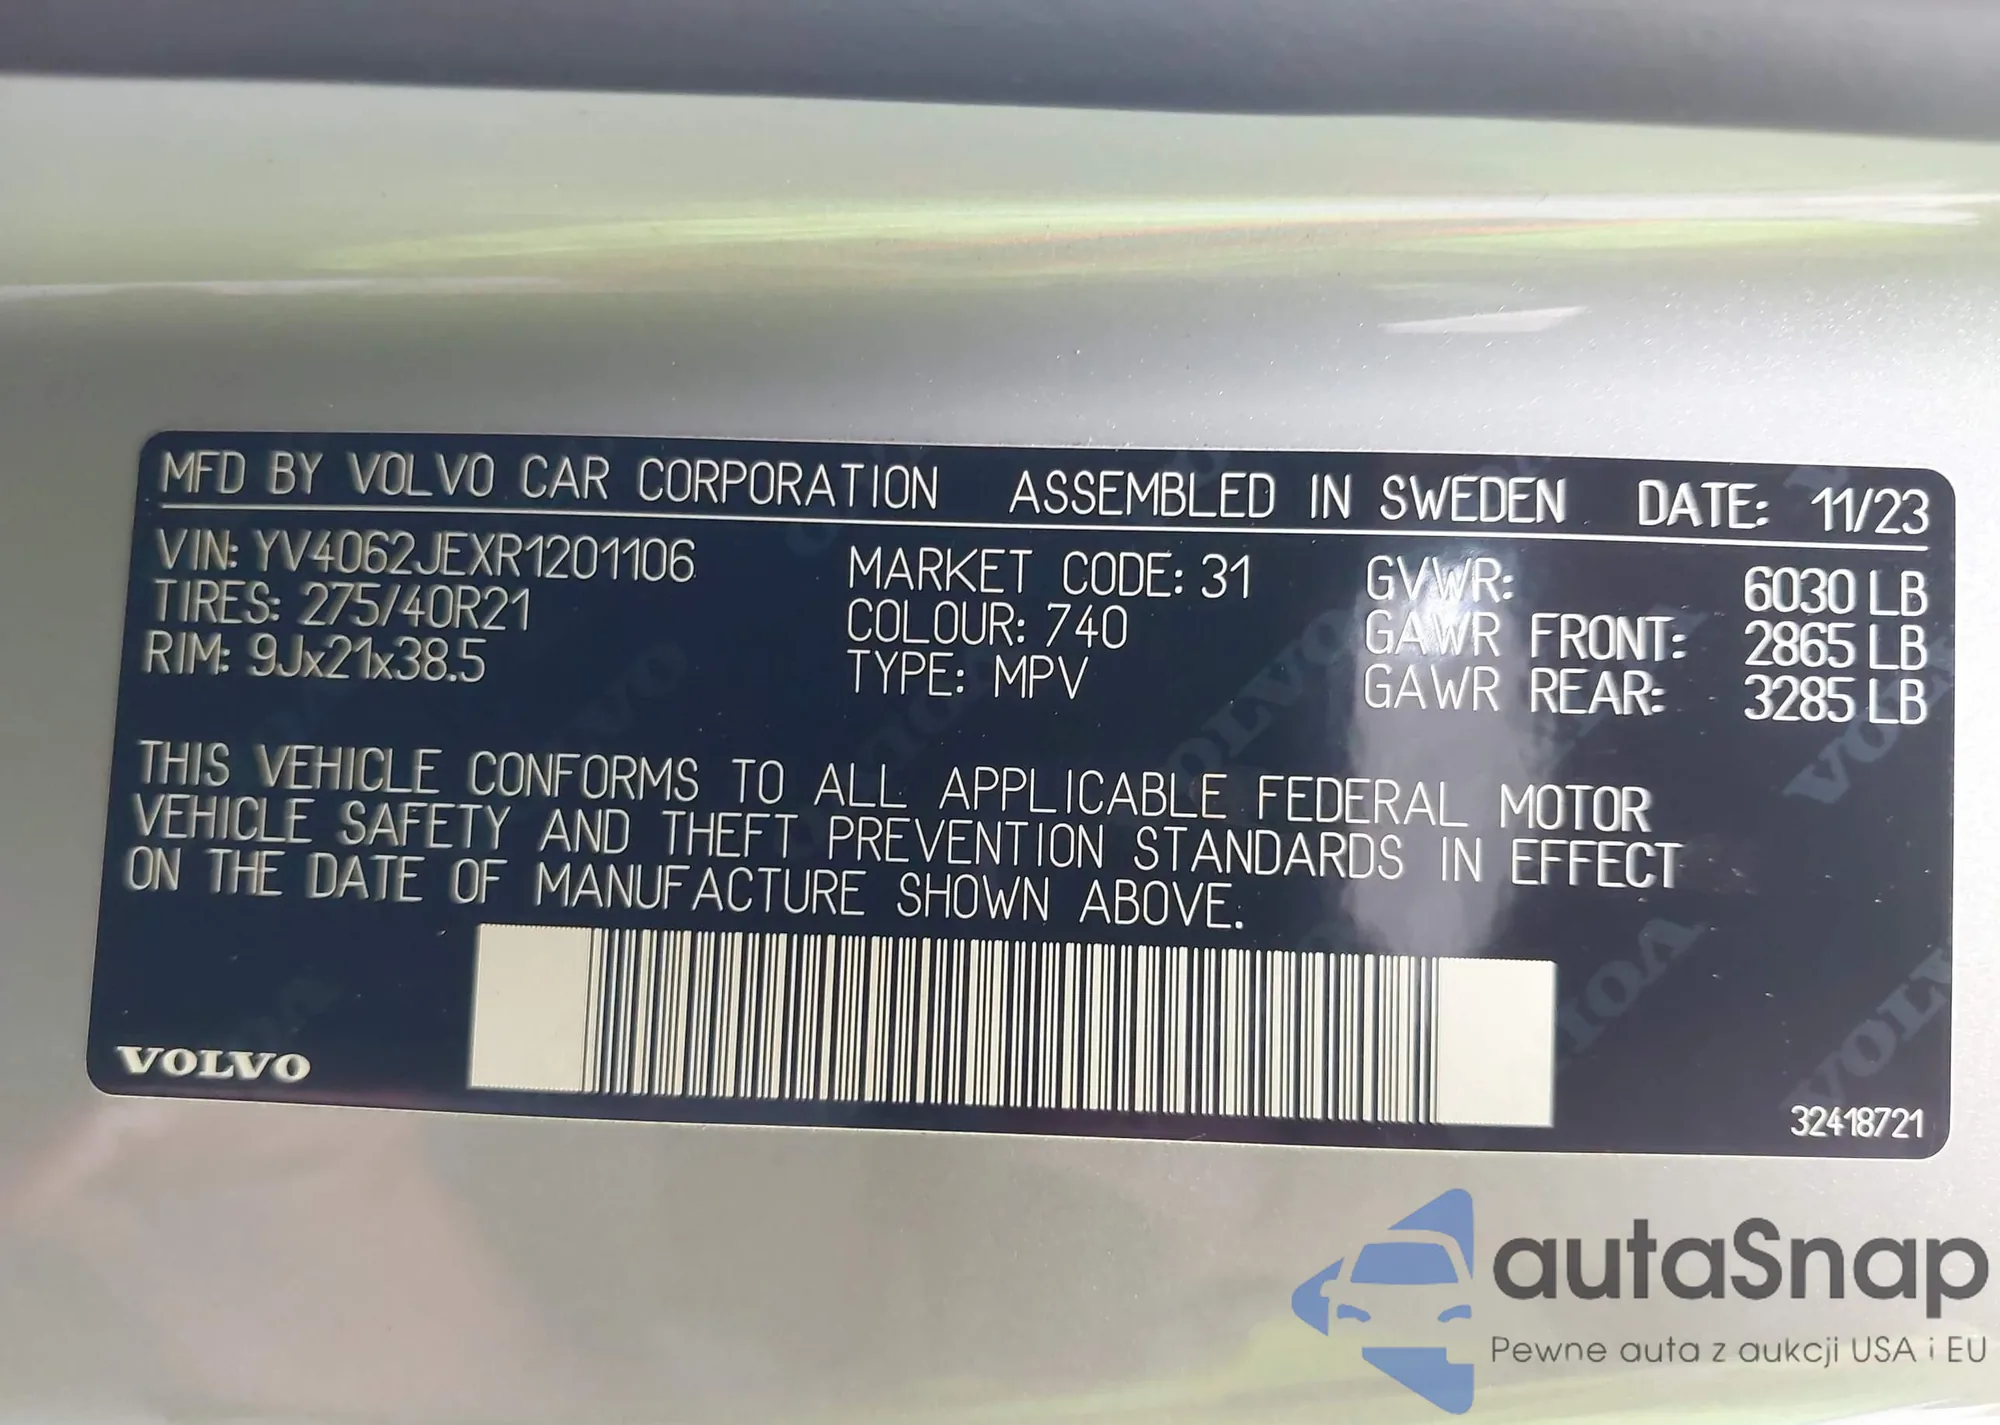 MFD BY VOLVO CAR CORPORATION ASSEMBLED IN SWEDEN DATE: 11/23
VIN: YV4062JEXR1201106 MARKET CODE: 31 GVWR: 6030 LB
TIRES: 275/40R21 COLOUR: 740 GAWR FRONT: 2865 LB
RIM: 9Jx21x38.5 TYPE: MPV GAWR REAR: 3285 LB
THIS VEHICLE CONFORMS TO ALL APPLICABLE FEDERAL MOTOR
VEHICLE SAFETY AND THEFT PREVENTION STANDARDS IN EFFECT
ON THE DATE OF MANUFACTURE SHOWN ABOVE.
VOLVO
32418721
autaSnap
Pewne auta z aukcji USA i EU